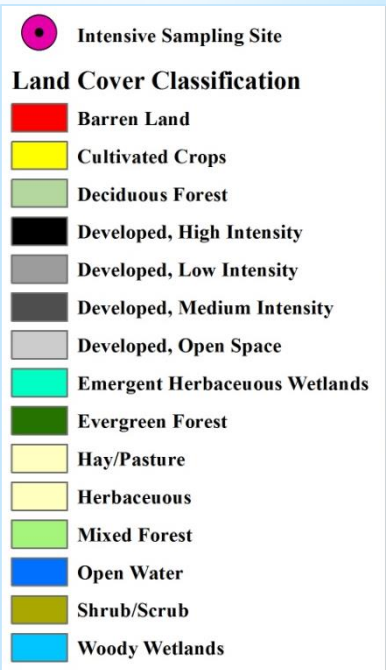 Intensive Sampling Site
Land Cover Classification
Barren Land
Cultivated Crops
Deciduous Forest
Developed, High Intensity
Developed, Low Intensity
Developed, Medium Intensity
Developed, Open Space
Emergent Herbaceuous Wetlands
Evergreen Forest
Hay/Pasture
Herbaceuous
Mixed Forest
Open Water
Shrub/Scrub
Woody Wetlands